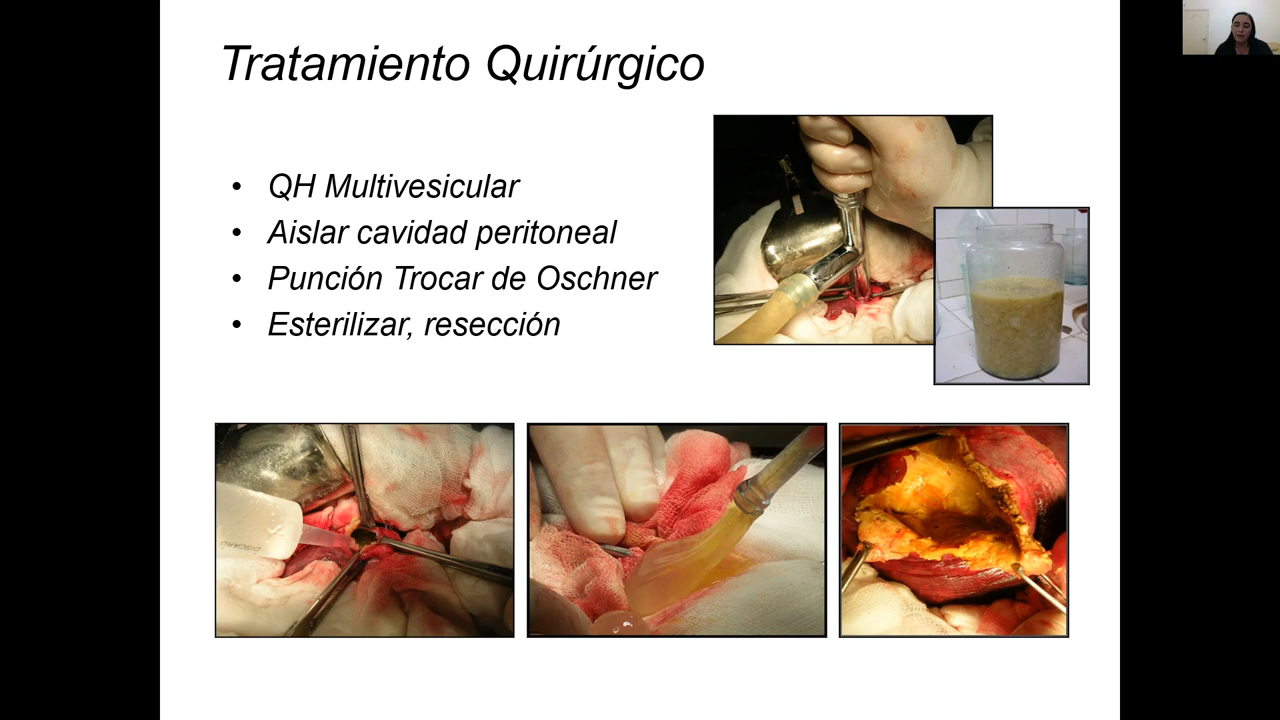 Tratamiento Quirúrgico
• QH Multivesicular
• Aislar cavidad peritoneal
• Punción Trocar de Oschner
• Esterilizar, resección